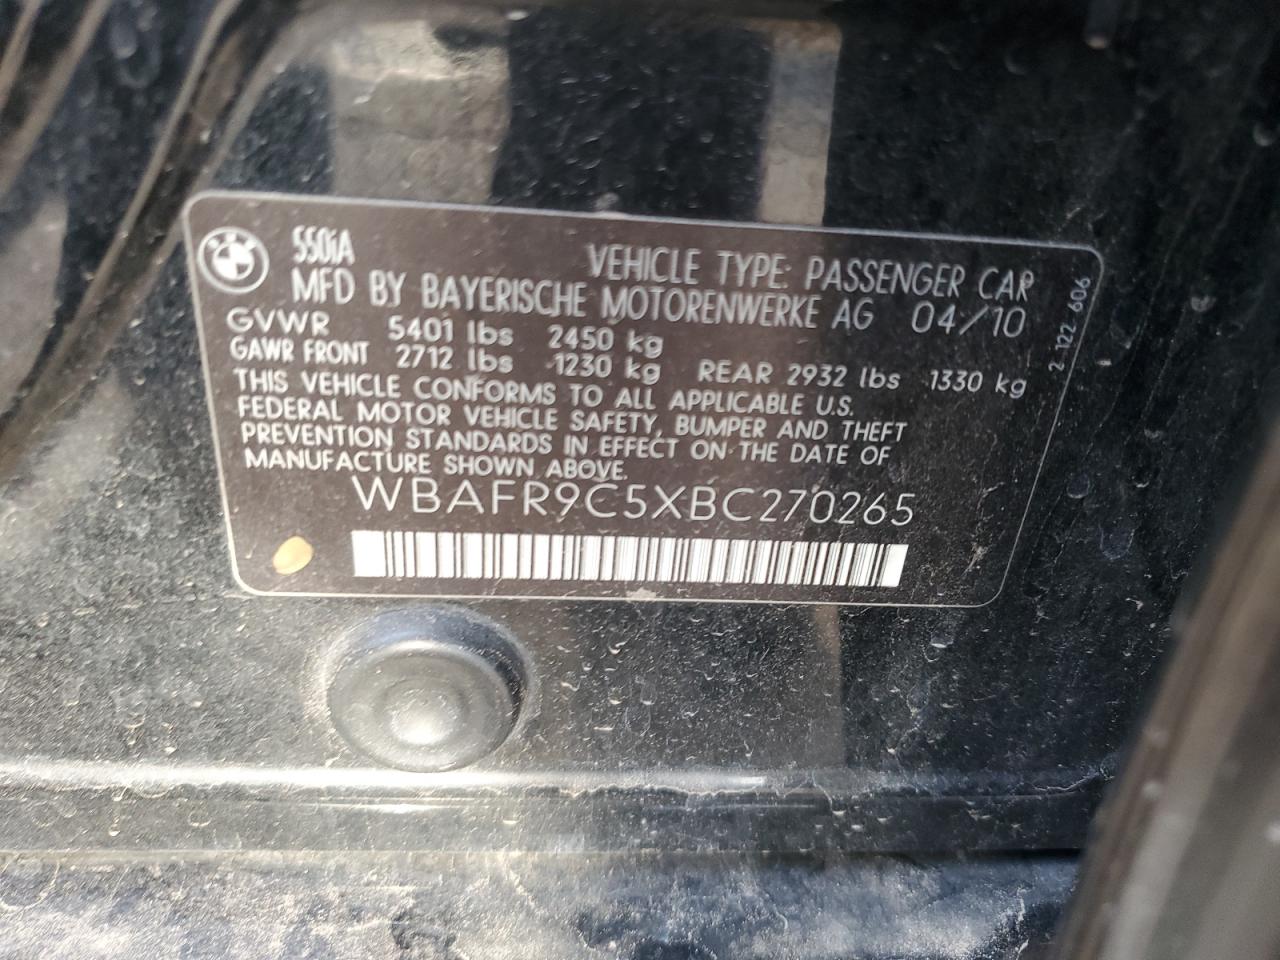 550iA
VEHICLE TYPE: PASSENGER CAR
MFD BY BAYERISCHE MOTORENWERKE AG 04/10
GVWR 5401 lbs 2450 kg
GAWR FRONT 2712 lbs 1230 kg REAR 2932 lbs 1330 kg
THIS VEHICLE CONFORMS TO ALL APPLICABLE U.S.
FEDERAL MOTOR VEHICLE SAFETY, BUMPER AND THEFT
PREVENTION STANDARDS IN EFFECT ON THE DATE OF
MANUFACTURE SHOWN ABOVE.
WBAFR9C5XBC270265
2 122 606